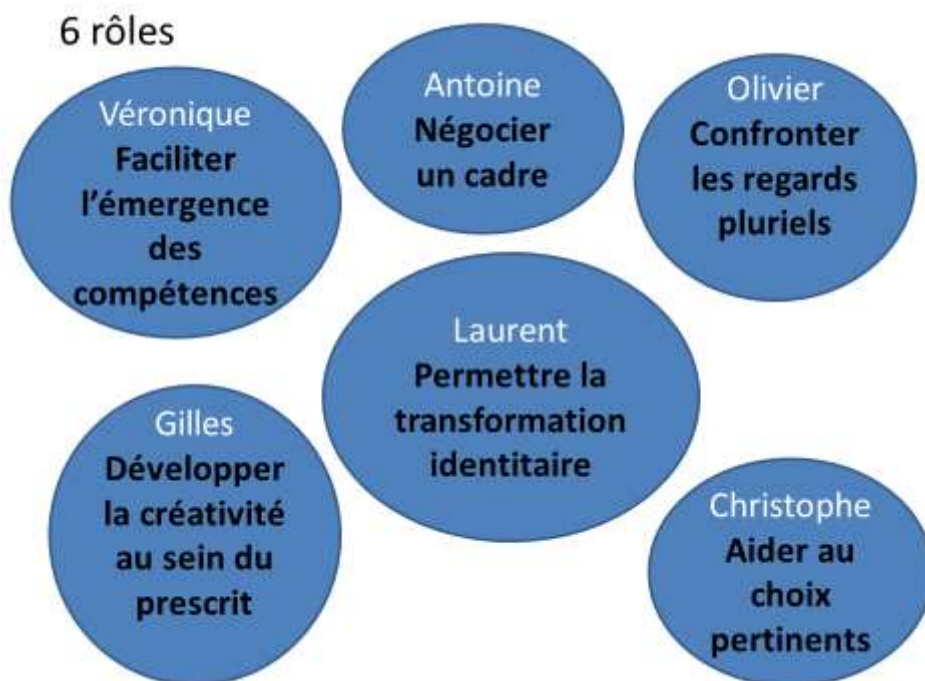 6 rôles
Véronique
Faciliter
l'émergence
des
compétences
Antoine
Négocier
un cadre
Olivier
Confronter
les regards
pluriels
Laurent
Permettre la
transformation
identitaire
Gilles
Développer
la créativité
au sein du
prescrit
Christophe
Aider au
choix
pertinents